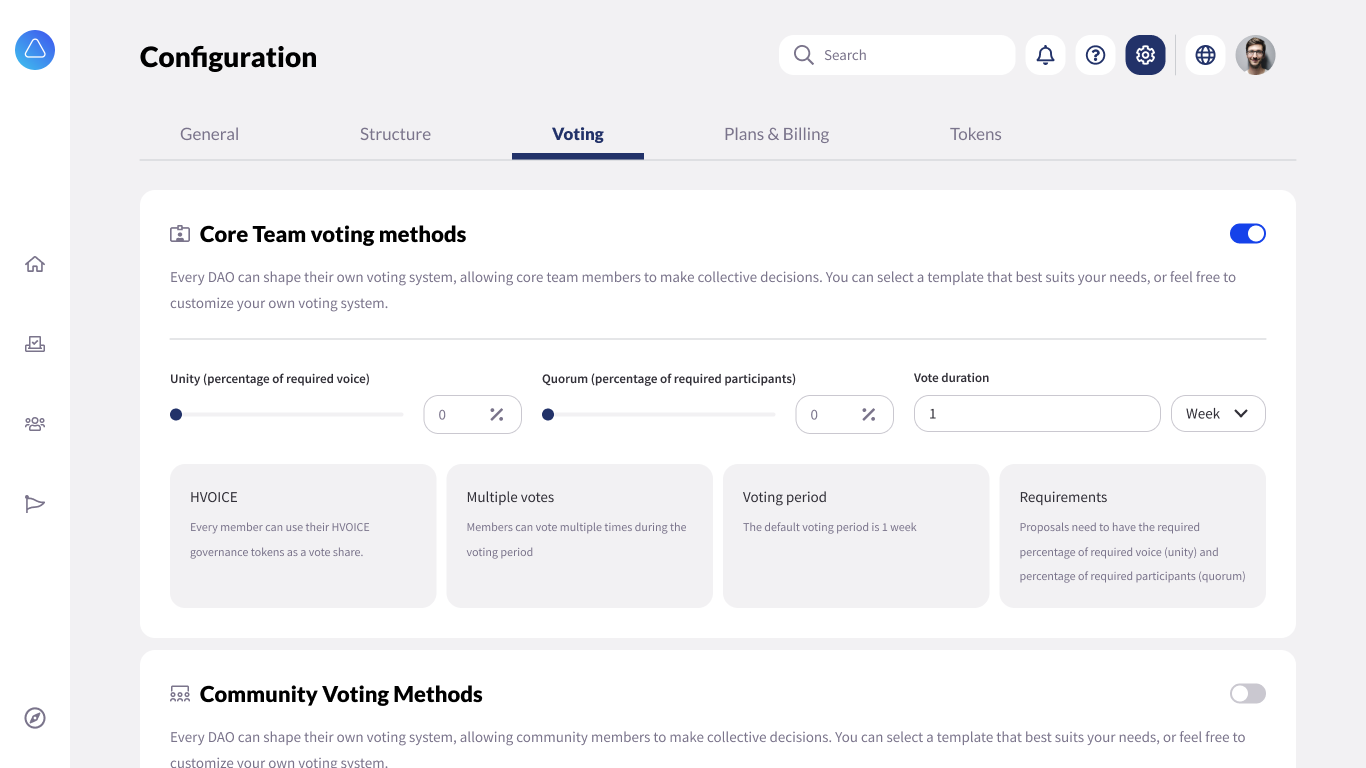 Configuration
Search
General
Structure
Voting
Plans & Billing
Tokens
Core Team voting methods
Every DAO can shape their own voting system, allowing core team members to make collective decisions. You can select a template that best suits your needs, or feel free to
customize your own voting system.
Unity (percentage of required voice)
0 %
Quorum (percentage of required participants)
0 %
Vote duration
1
Week
HVOICE
Every member can use their HVOICE
governance tokens as a vote share.
Multiple votes
Members can vote multiple times during the
voting period
Voting period
The default voting period is 1 week
Requirements
Proposals need to have the required
percentage of required voice (unity) and
percentage of required participants (quorum)
Community Voting Methods
Every DAO can shape their own voting system, allowing community members to make collective decisions. You can select a template that best suits your needs, or feel free to
customize your own voting system.